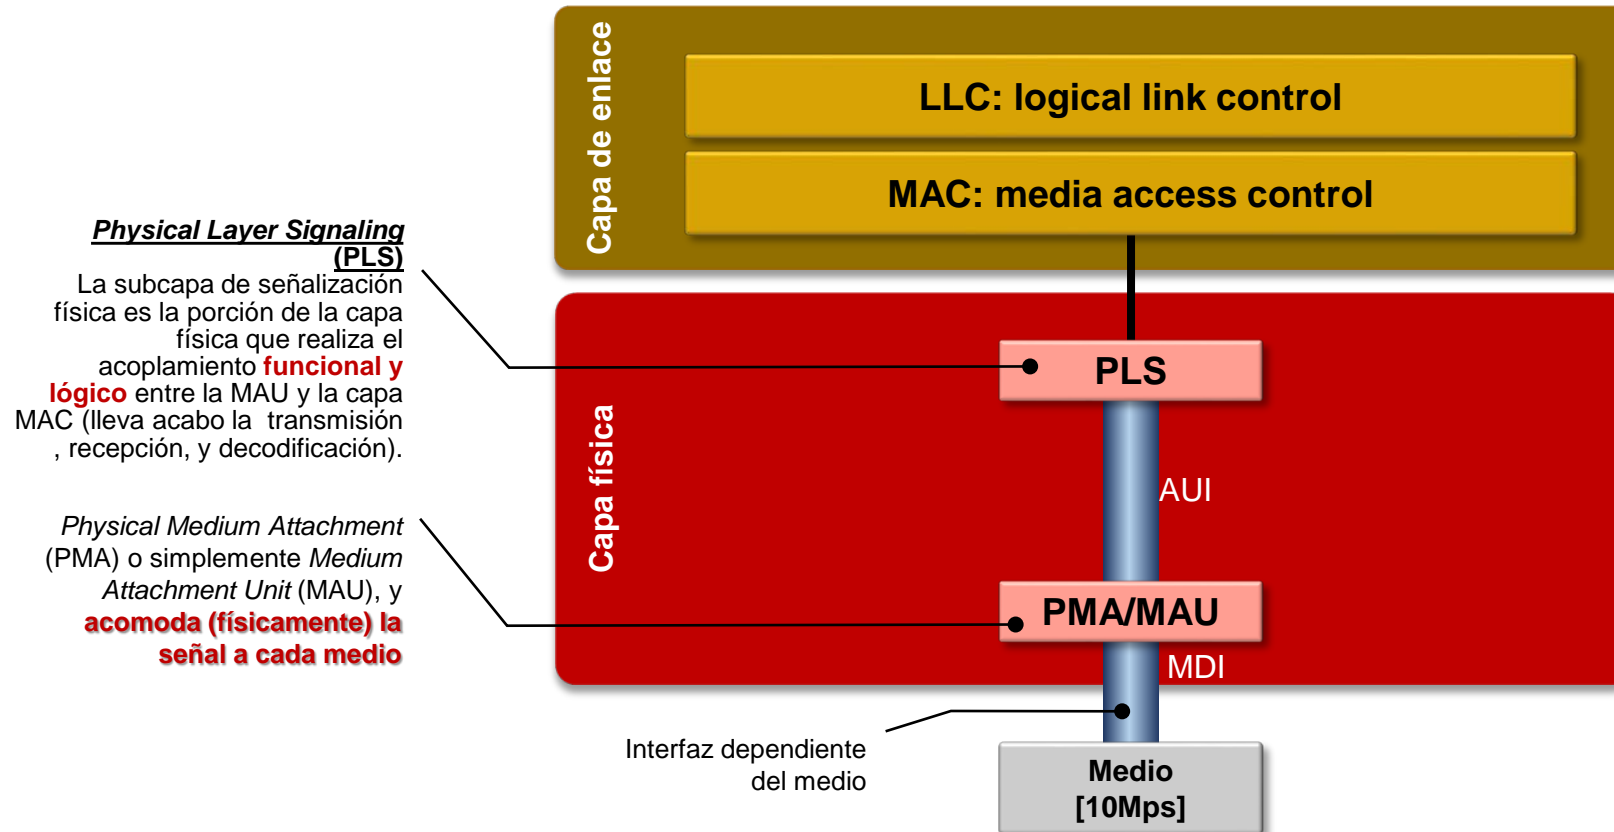 Capa de enlace
LLC: logical link control
MAC: media access control
Physical Layer Signaling
(PLS)
La subcapa de señalización
física es la porción de la capa
física que realiza el
acoplamiento funcional y
lógico entre la MAU y la capa
MAC (lleva acabo la  transmisión
, recepción, y decodificación).
Physical Medium Attachment
(PMA) o simplemente Medium
Attachment Unit (MAU), y
acomoda (físicamente) la
señal a cada medio
Capa física
PLS
AUI
PMA/MAU
MDI
Interfaz dependiente
del medio
Medio
[10Mps]